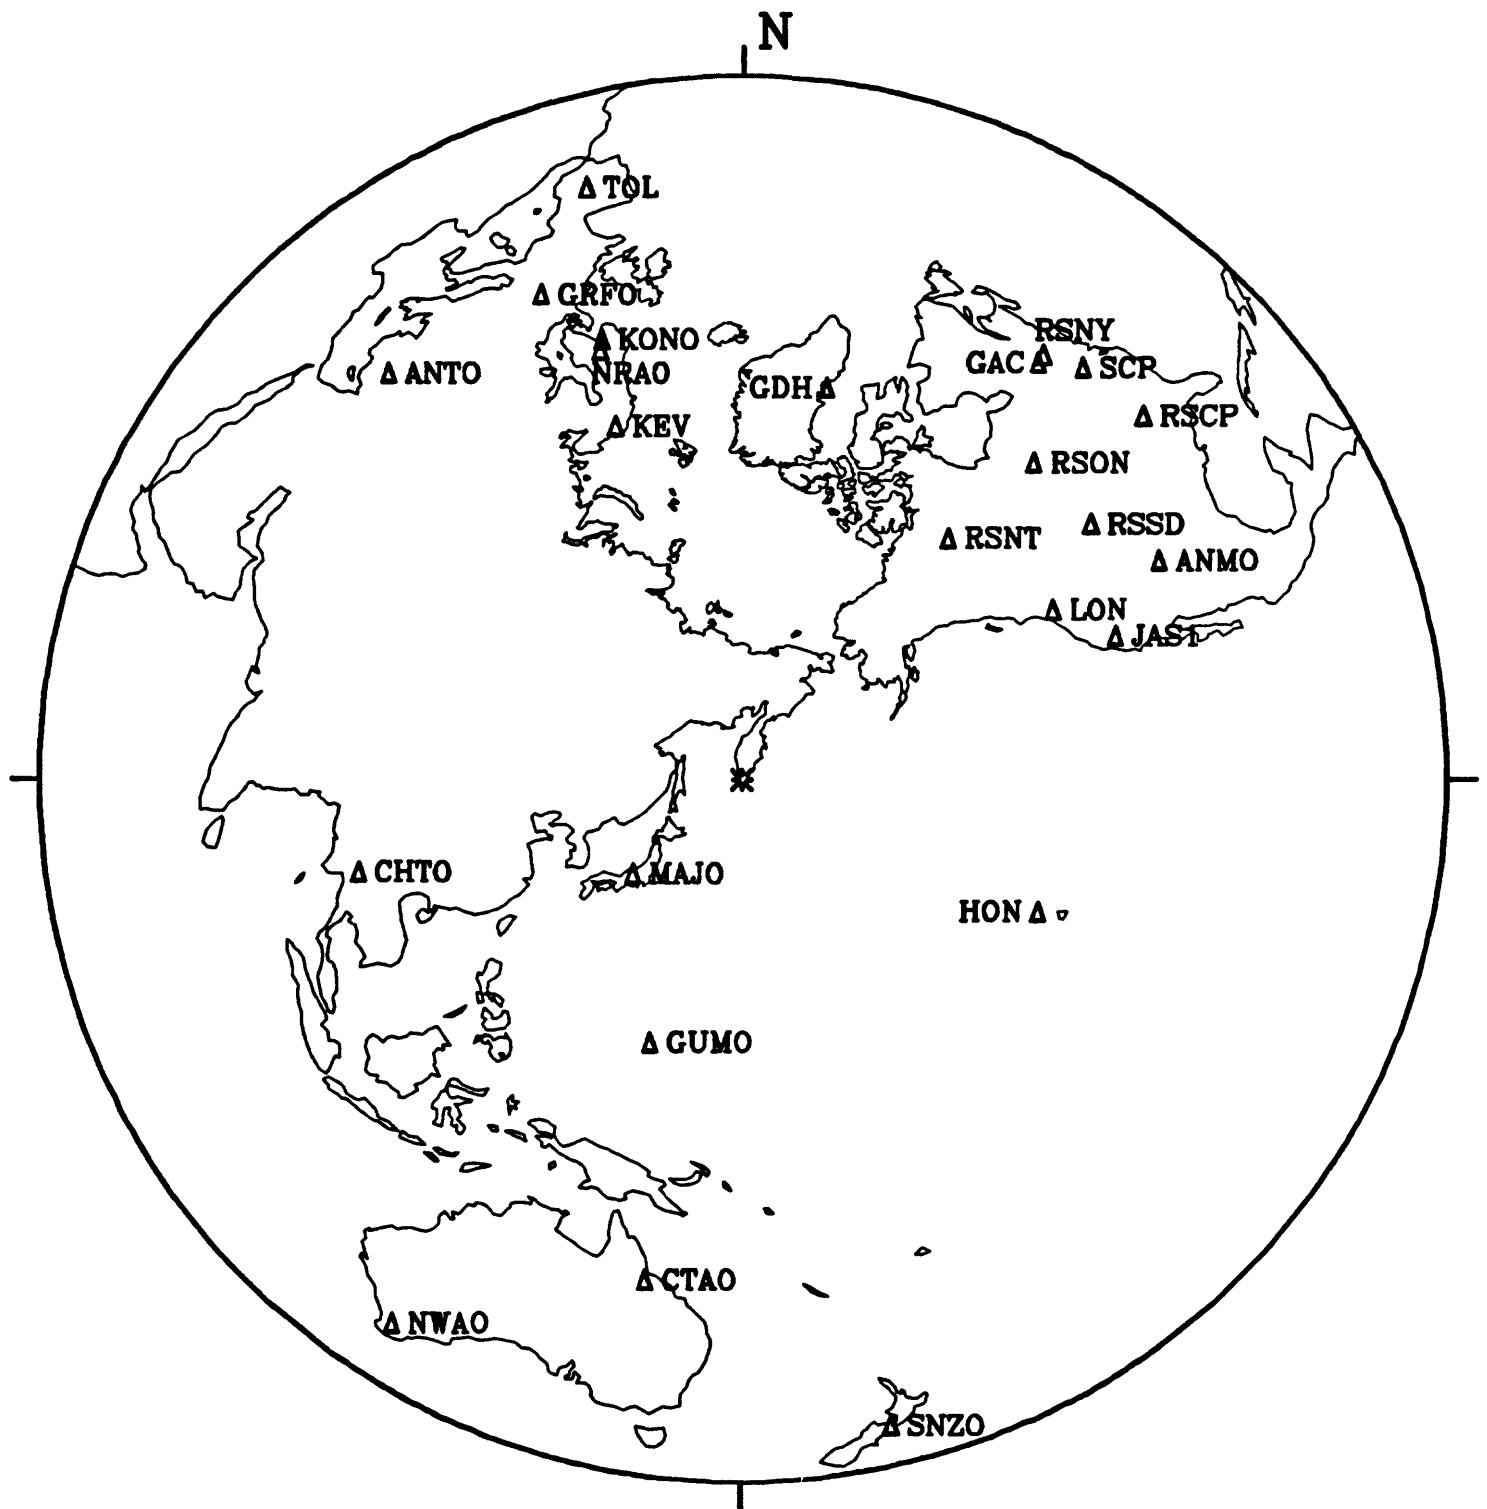 N
TOL
GRFO
KONO
RSNY
NRAO
GAC
SCP
ANTO
GDH
RSCP
KEV
RSON
RSSD
RSNT
ANMO
LON
JAS1
CHTO
MAJO
HON
GUMO
CTAO
NWAO
SNZO